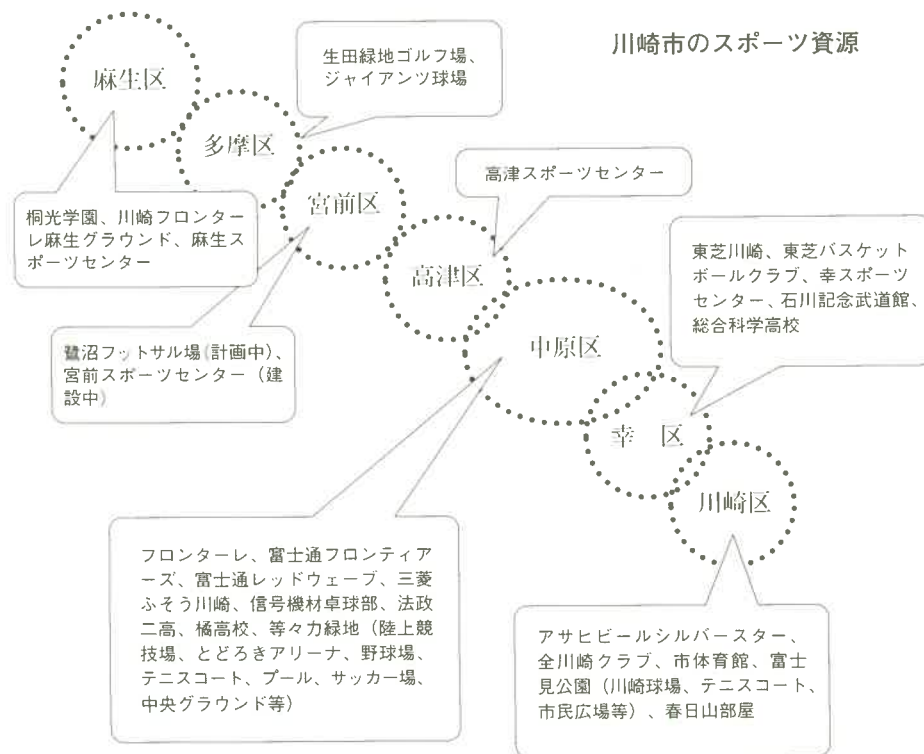 川崎市のスポーツ資源
麻生区
桐光学園、川崎フロンター
レ麻生グラウンド、麻生ス
ポーツセンター
多摩区
生田緑地ゴルフ場、
ジャイアンツ球場
宮前区
鷺沼フットサル場(計画中)、
宮前スポーツセンター(建
設中)
高津区
高津スポーツセンター
中原区
フロンターレ、富士通フロンティア
ーズ、富士通レッドウェーブ、三菱
ふそう川崎、信号機材卓球部、法政
二高、橘高校、等々力緑地(陸上競
技場、とどろきアリーナ、野球場、
テニスコート、プール、サッカー場、
中央グラウンド等)
幸 区
東芝川崎、東芝バスケット
ボールクラブ、幸スポーツ
センター、石川記念武道館、
総合科学高校
川崎区
アサヒビールシルバースター、
全川崎クラブ、市体育館、富士
見公園(川崎球場、テニスコート、
市民広場等)、春日山部屋